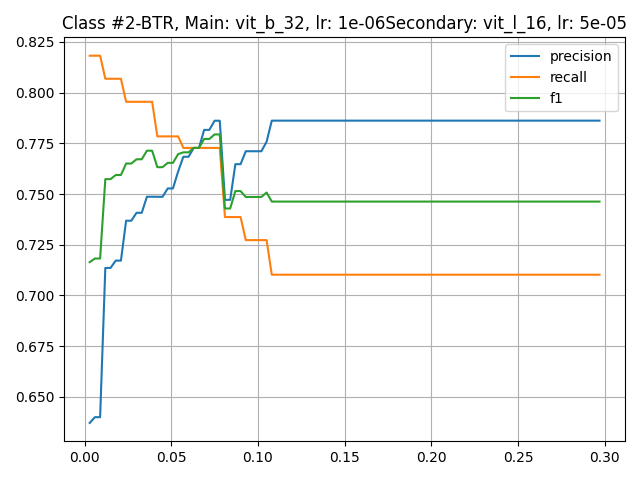 Class #2-BTR, Main: vit_b_32, lr: 1e-06Secondary: vit_l_16, lr: 5e-05
precision
recall
f1
0.825
0.800
0.775
0.750
0.725
0.700
0.675
0.650
0.00 0.05 0.10 0.15 0.20 0.25 0.30